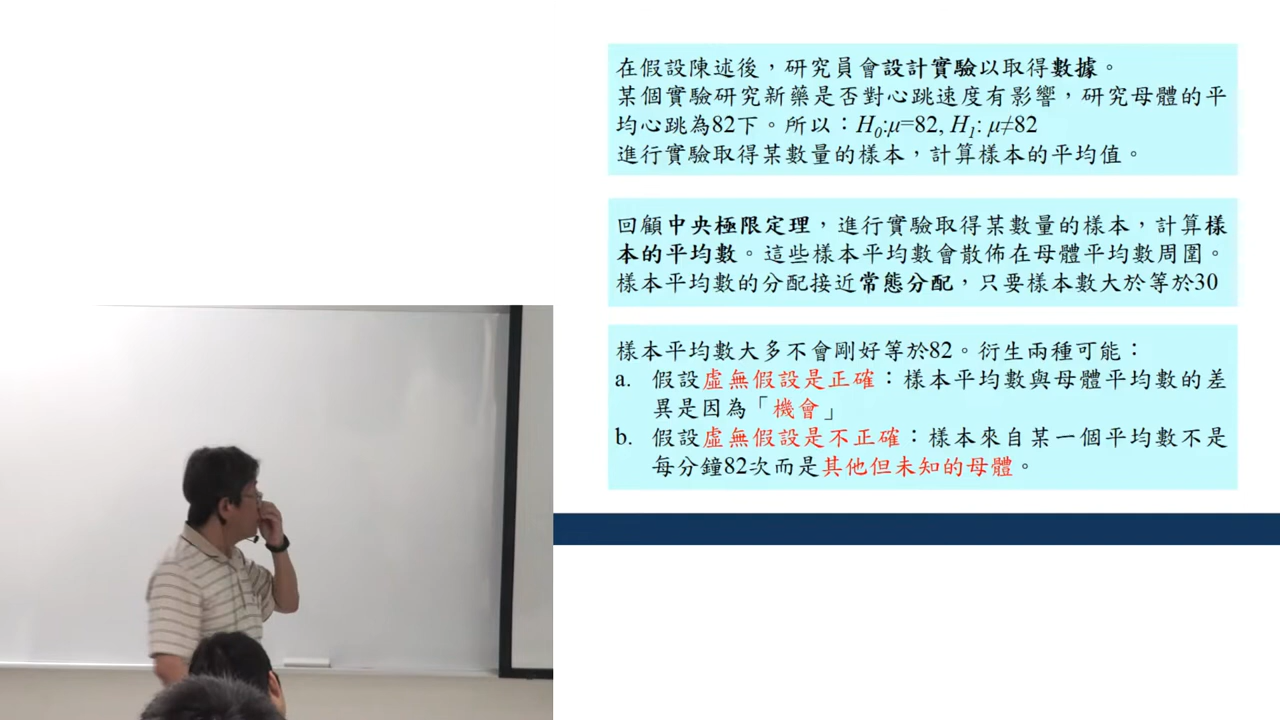 在假設陳述後，研究員會設計實驗以取得數據。
某個實驗研究新藥是否對心跳速度有影響，研究母體的平
均心跳為82下。所以：H0:μ=82, H1: μ≠82
進行實驗取得某數量的樣本，計算樣本的平均值。
回顧中央極限定理，進行實驗取得某數量的樣本，計算樣
本的平均數。這些樣本平均數會散佈在母體平均數周圍。
樣本平均數的分配接近常態分配，只要樣本數大於等於30
樣本平均數大多不會剛好等於82。衍生兩種可能：
a. 假設虛無假設是正確：樣本平均數與母體平均數的差
異是因為「機會」
b. 假設虛無假設是不正確：樣本來自某一個平均數不是
每分鐘82次而是其他但未知的母體。